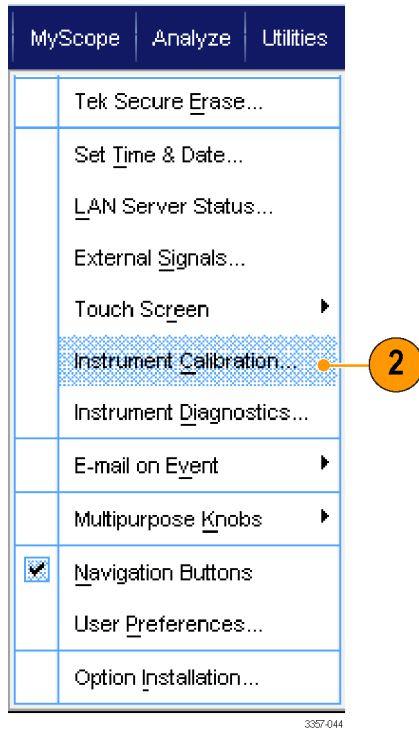 MyScope Analyze Utilities
Tek Secure Erase...
Set Time & Date...
LAN Server Status...
External Signals...
Touch Screen
Instrument Calibration...
2
Instrument Diagnostics...
E-mail on Event
Multipurpose Knobs
Navigation Buttons
User Preferences...
Option Installation...
3357-044